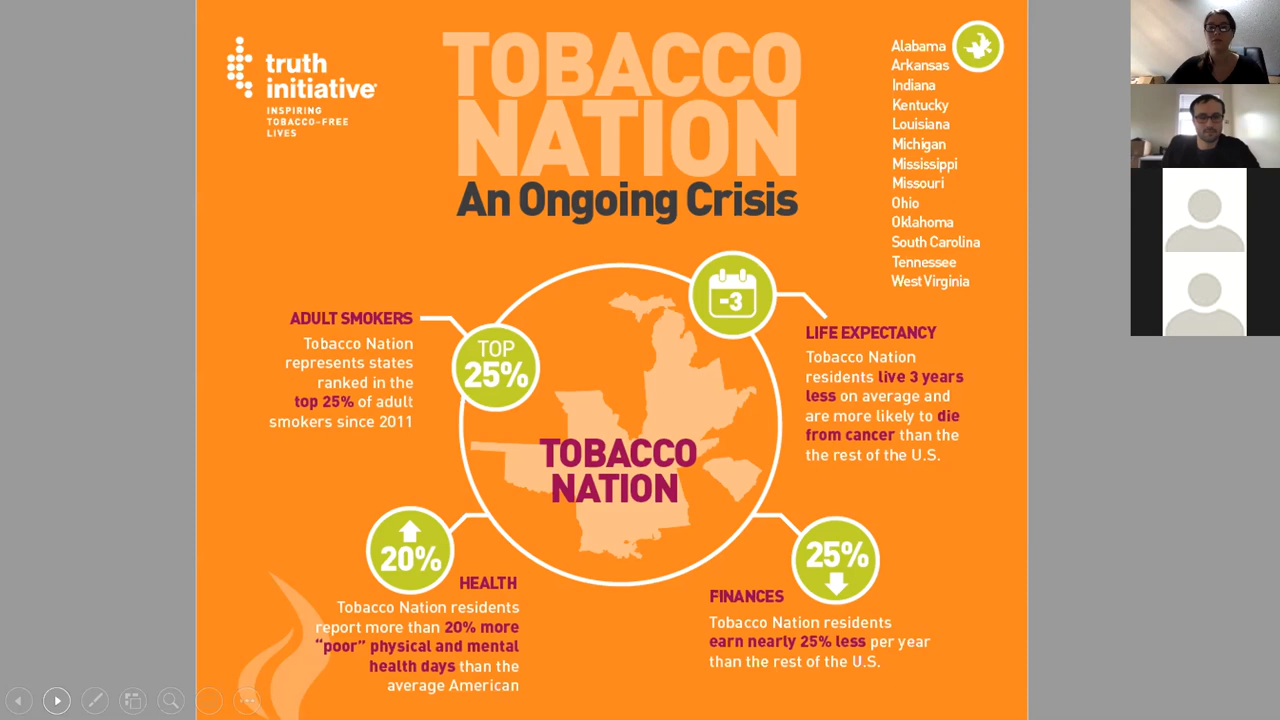 truth
initiative®
INSPIRING
TOBACCO-FREE
LIVES
TOBACCO
NATION
An Ongoing Crisis
Alabama
Arkansas
Indiana
Kentucky
Louisiana
Michigan
Mississippi
Missouri
Ohio
Oklahoma
South Carolina
Tennessee
West Virginia
ADULT SMOKERS
Tobacco Nation
represents states
ranked in the
top 25% of adult
smokers since 2011
TOP
25%
-3
LIFE EXPECTANCY
Tobacco Nation
residents live 3 years
less on average and
are more likely to die
from cancer than the
the rest of the U.S.
TOBACCO
NATION
20%
HEALTH
Tobacco Nation residents
report more than 20% more
“poor” physical and mental
health days than the
average American
25%
FINANCES
Tobacco Nation residents
earn nearly 25% less per year
than the rest of the U.S.